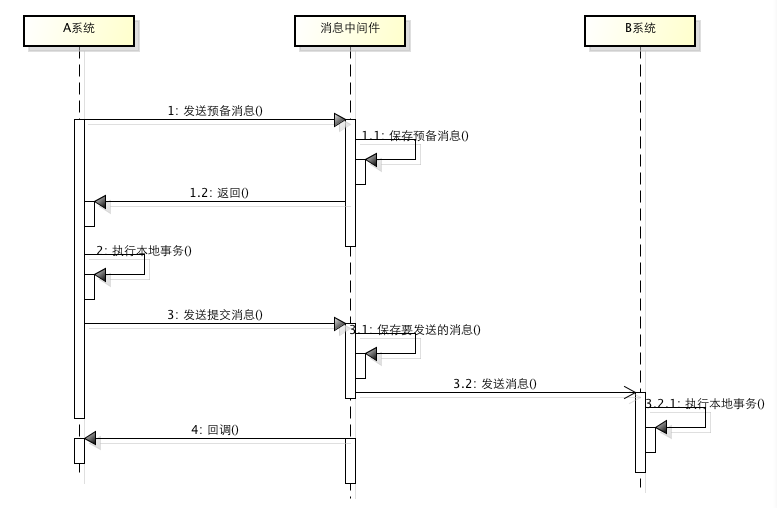 A系统
消息中间件
B系统
1: 发送预备消息()
1.1: 保存预备消息()
1.2: 返回()
2: 执行本地事务()
3: 发送提交消息()
3.1: 保存要发送的消息()
3.2: 发送消息()
3.2.1: 执行本地事务()
4: 回调()